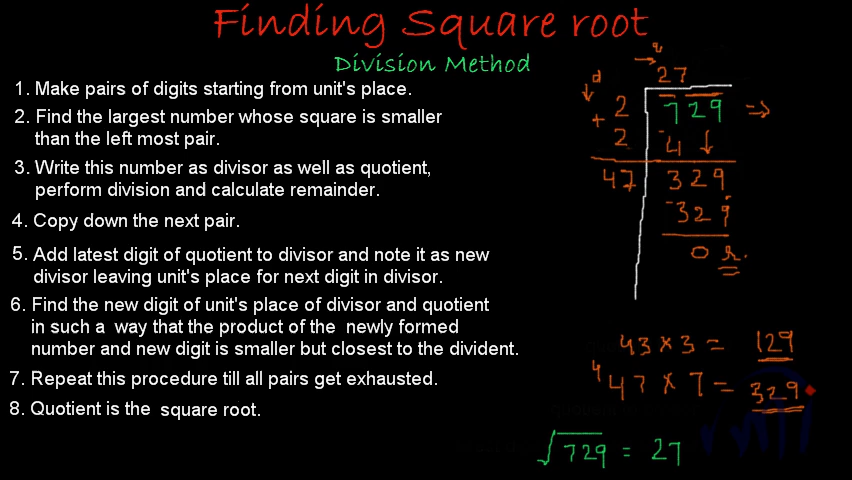 Finding Square root
Division Method
1. Make pairs of digits starting from unit's place.
2. Find the largest number whose square is smaller
than the left most pair.
3. Write this number as divisor as well as quotient,
perform division and calculate remainder.
4. Copy down the next pair.
5. Add latest digit of quotient to divisor and note it as new
divisor leaving unit's place for next digit in divisor.
6. Find the new digit of unit's place of divisor and quotient
in such a way that the product of the newly formed
number and new digit is smaller but closest to the divident.
7. Repeat this procedure till all pairs get exhausted.
8. Quotient is the square root.
q
→
27
d
↓
2 729 ⇒
+
2 -4 ↓
47 329
-329
0 r.
43 × 3 = 129
4
47 × 7 = 329
√729 = 27